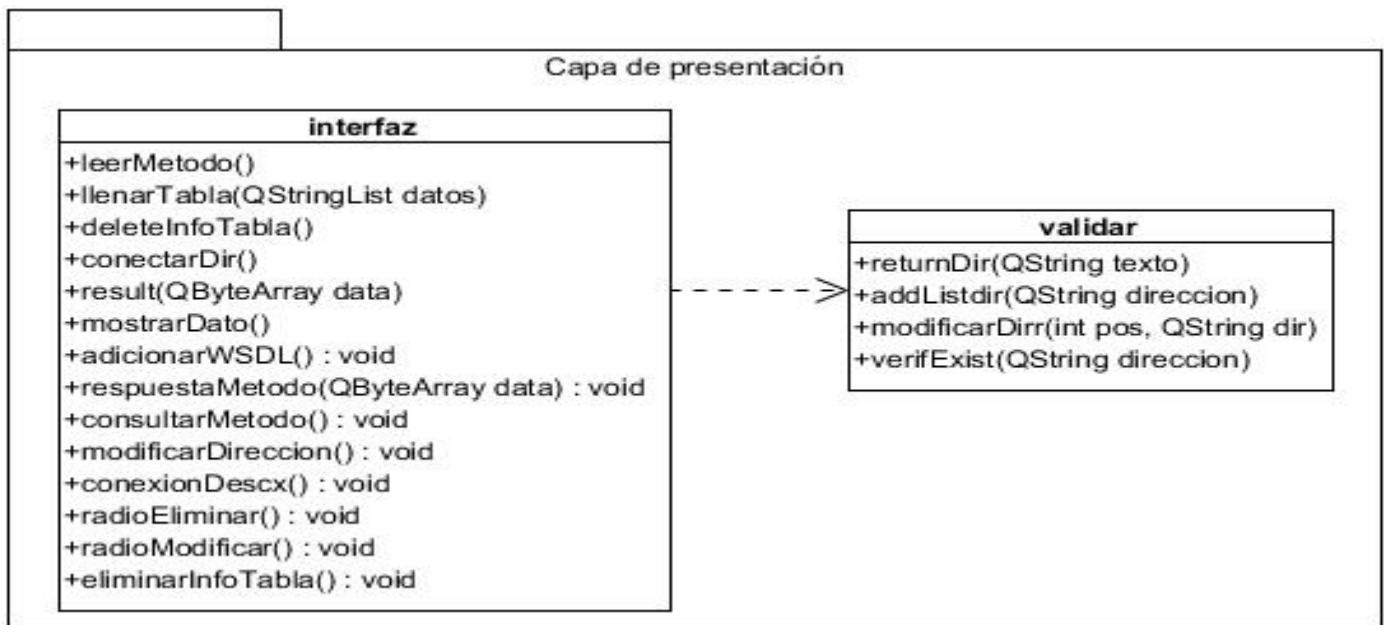 Capa de presentación
interfaz
+leerMetodo()
+llenarTabla(QStringList datos)
+deleteInfoTabla()
+conectarDir()
+result(QByteArray data)
+mostrarDato()
+adicionarWSDL() : void
+respuestaMetodo(QByteArray data) : void
+consultarMetodo() : void
+modificarDireccion() : void
+conexionDescx() : void
+radioEliminar() : void
+radioModificar() : void
+eliminarInfoTabla() : void
validar
+returnDir(QString texto)
+addListdir(QString direccion)
+modificarDirr(int pos, QString dir)
+verifExist(QString direccion)